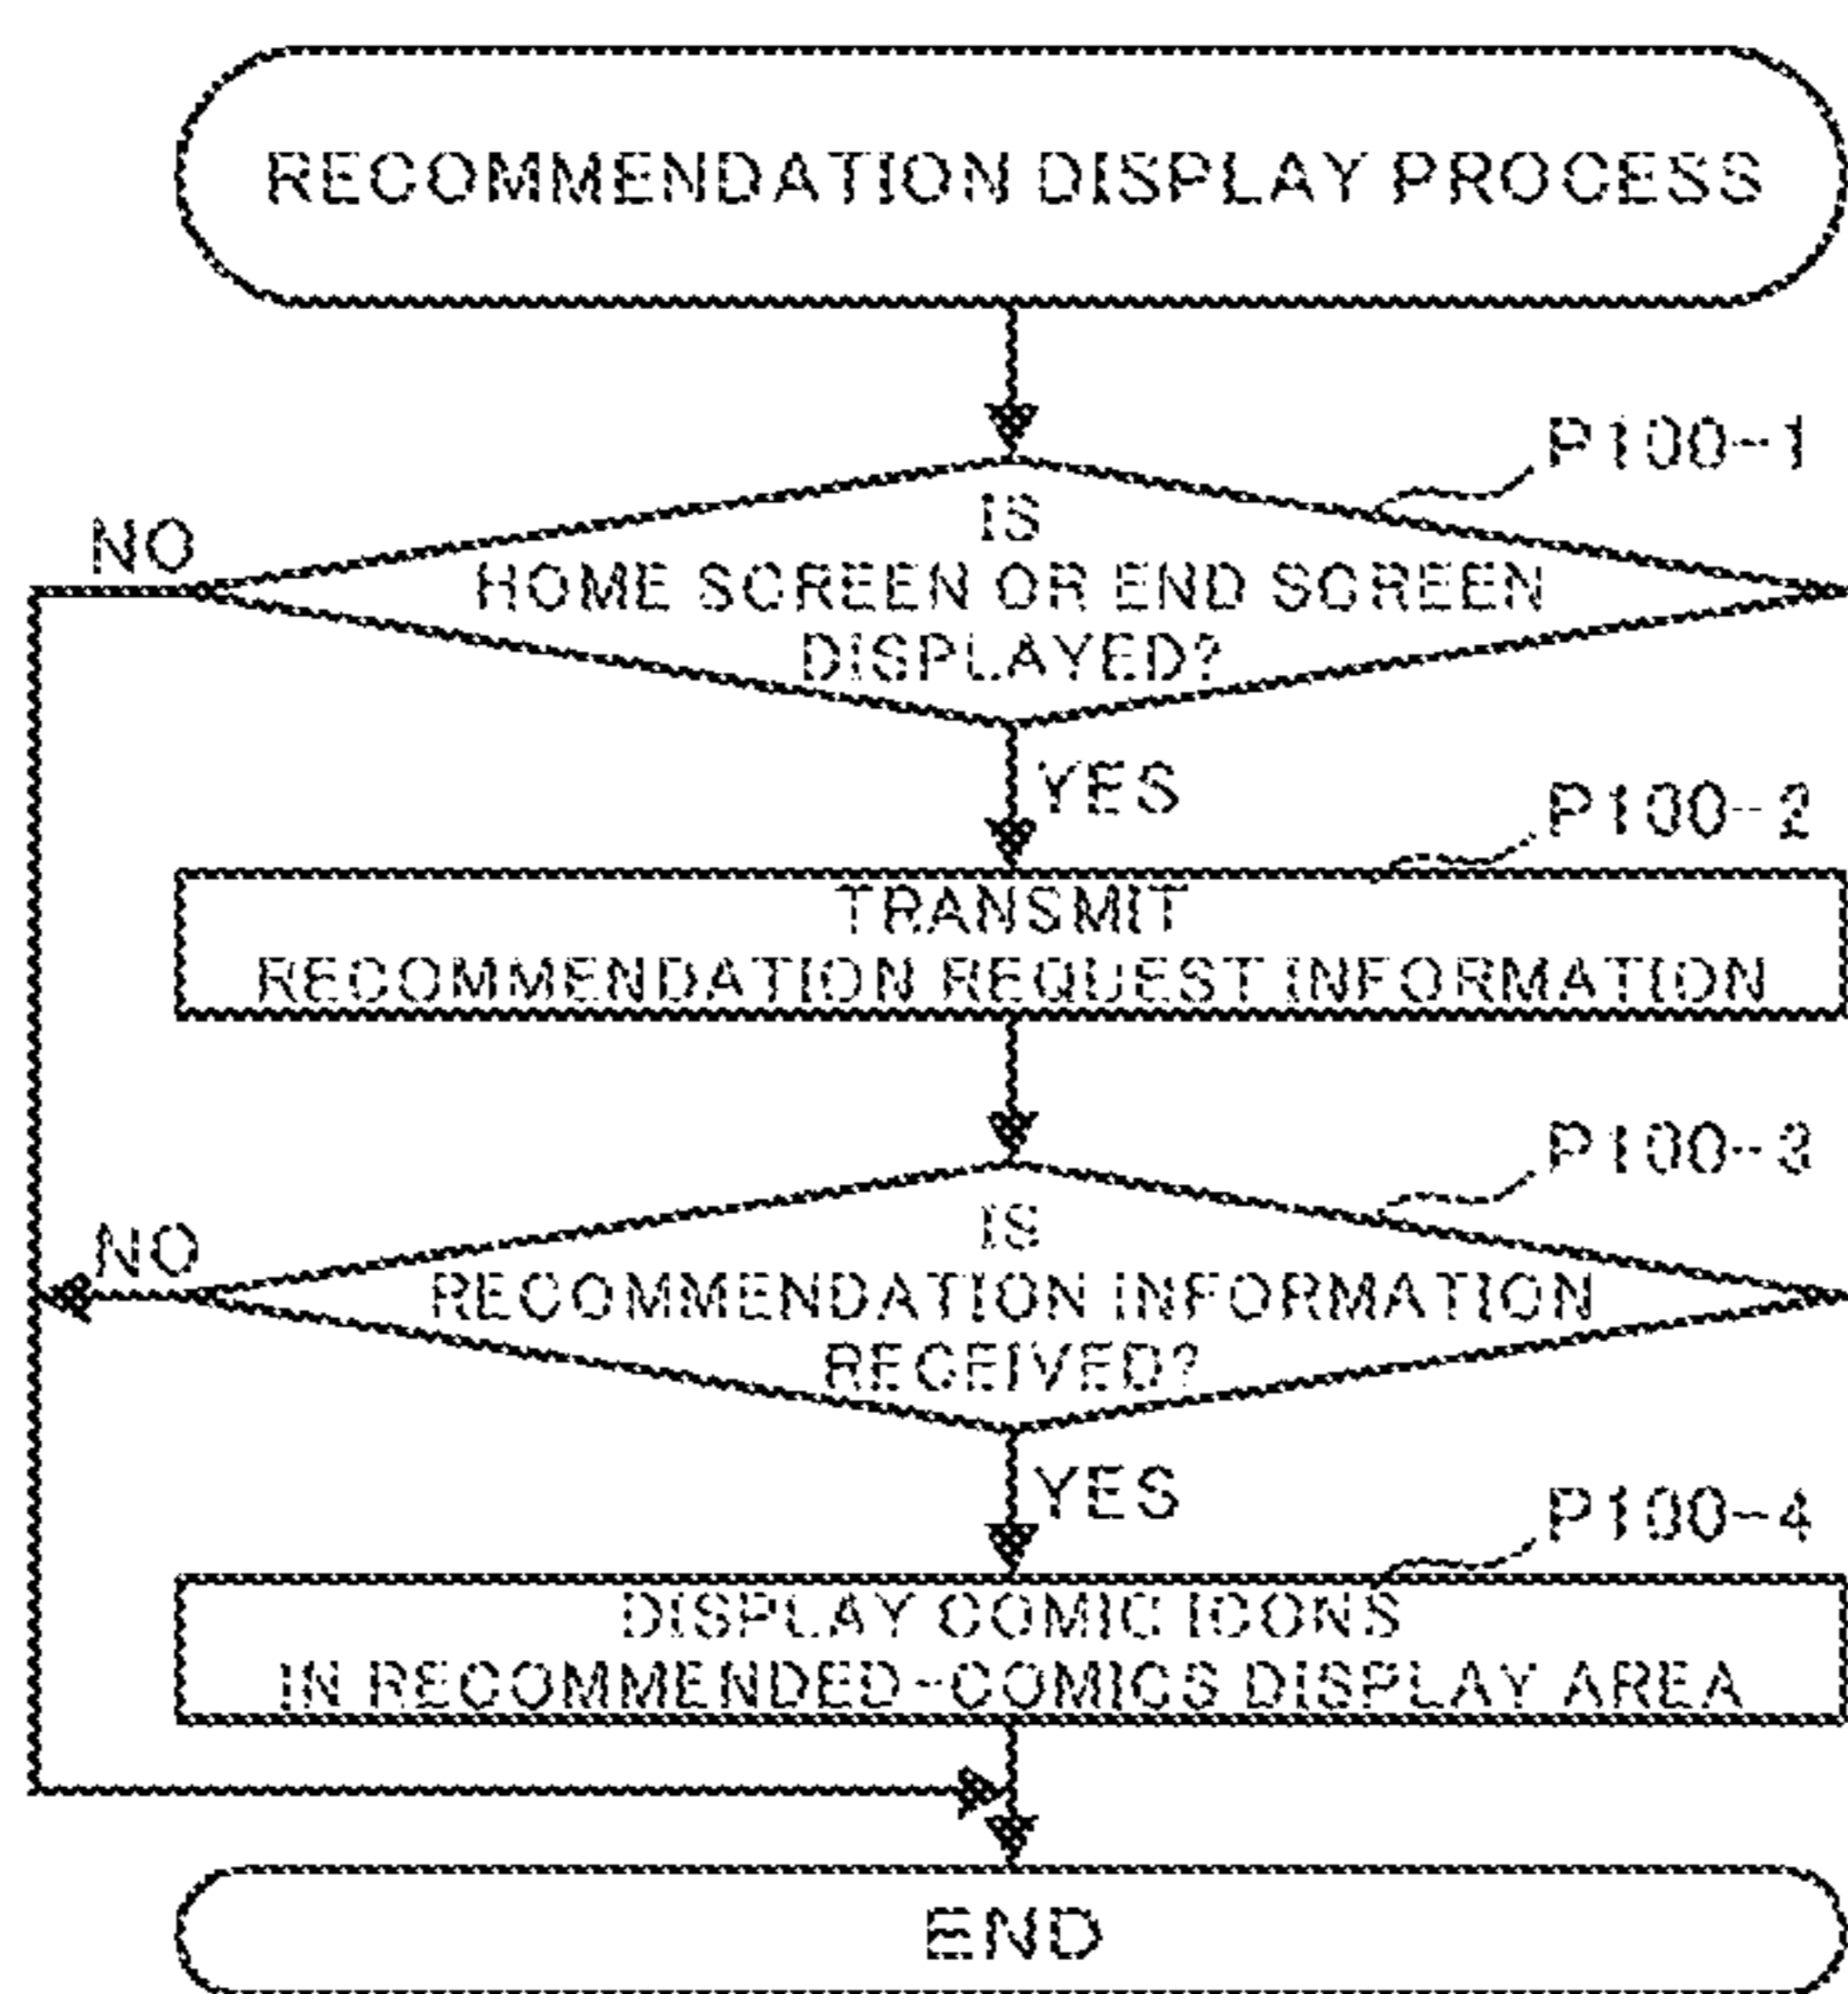 RECOMMENDATION DISPLAY PROCESS
P100-1
IS
HOME SCREEN OR END SCREEN
DISPLAYED?
NO
YES
P100-2
TRANSMIT
RECOMMENDATION REQUEST INFORMATION
P100-3
IS
RECOMMENDATION INFORMATION
RECEIVED?
NO
YES
P100-4
DISPLAY COMIC ICONS
IN RECOMMENDED-COMICS DISPLAY AREA
END